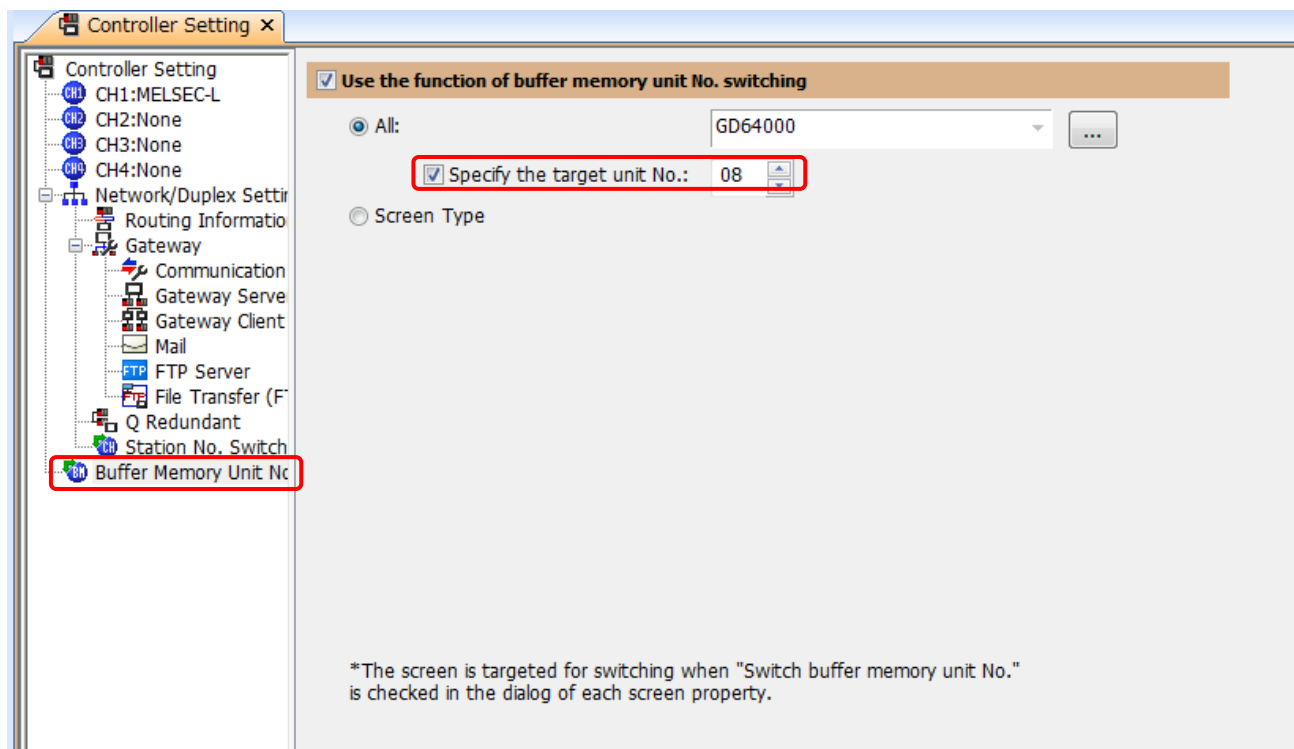 Controller Setting ×
Controller Setting
CH1:MELSEC-L
CH2:None
CH3:None
CH4:None
Network/Duplex Settin
Routing Informatio
Gateway
Communication
Gateway Serve
Gateway Client
Mail
FTP Server
File Transfer (F
Q Redundant
Station No. Switch
Buffer Memory Unit No
Use the function of buffer memory unit No. switching
All: GD64000 ...
Specify the target unit No.: 08
Screen Type
*The screen is targeted for switching when "Switch buffer memory unit No."
is checked in the dialog of each screen property.